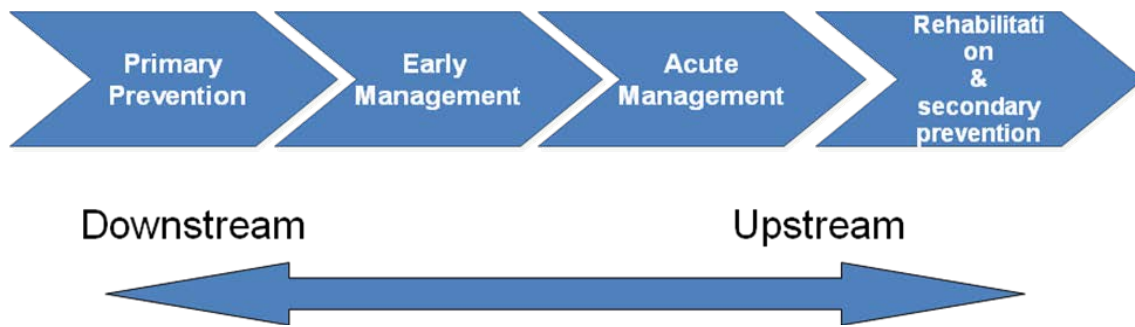 Primary
Prevention
Early
Management
Acute
Management
Rehabilitati
on
&
secondary
prevention
Downstream
Upstream